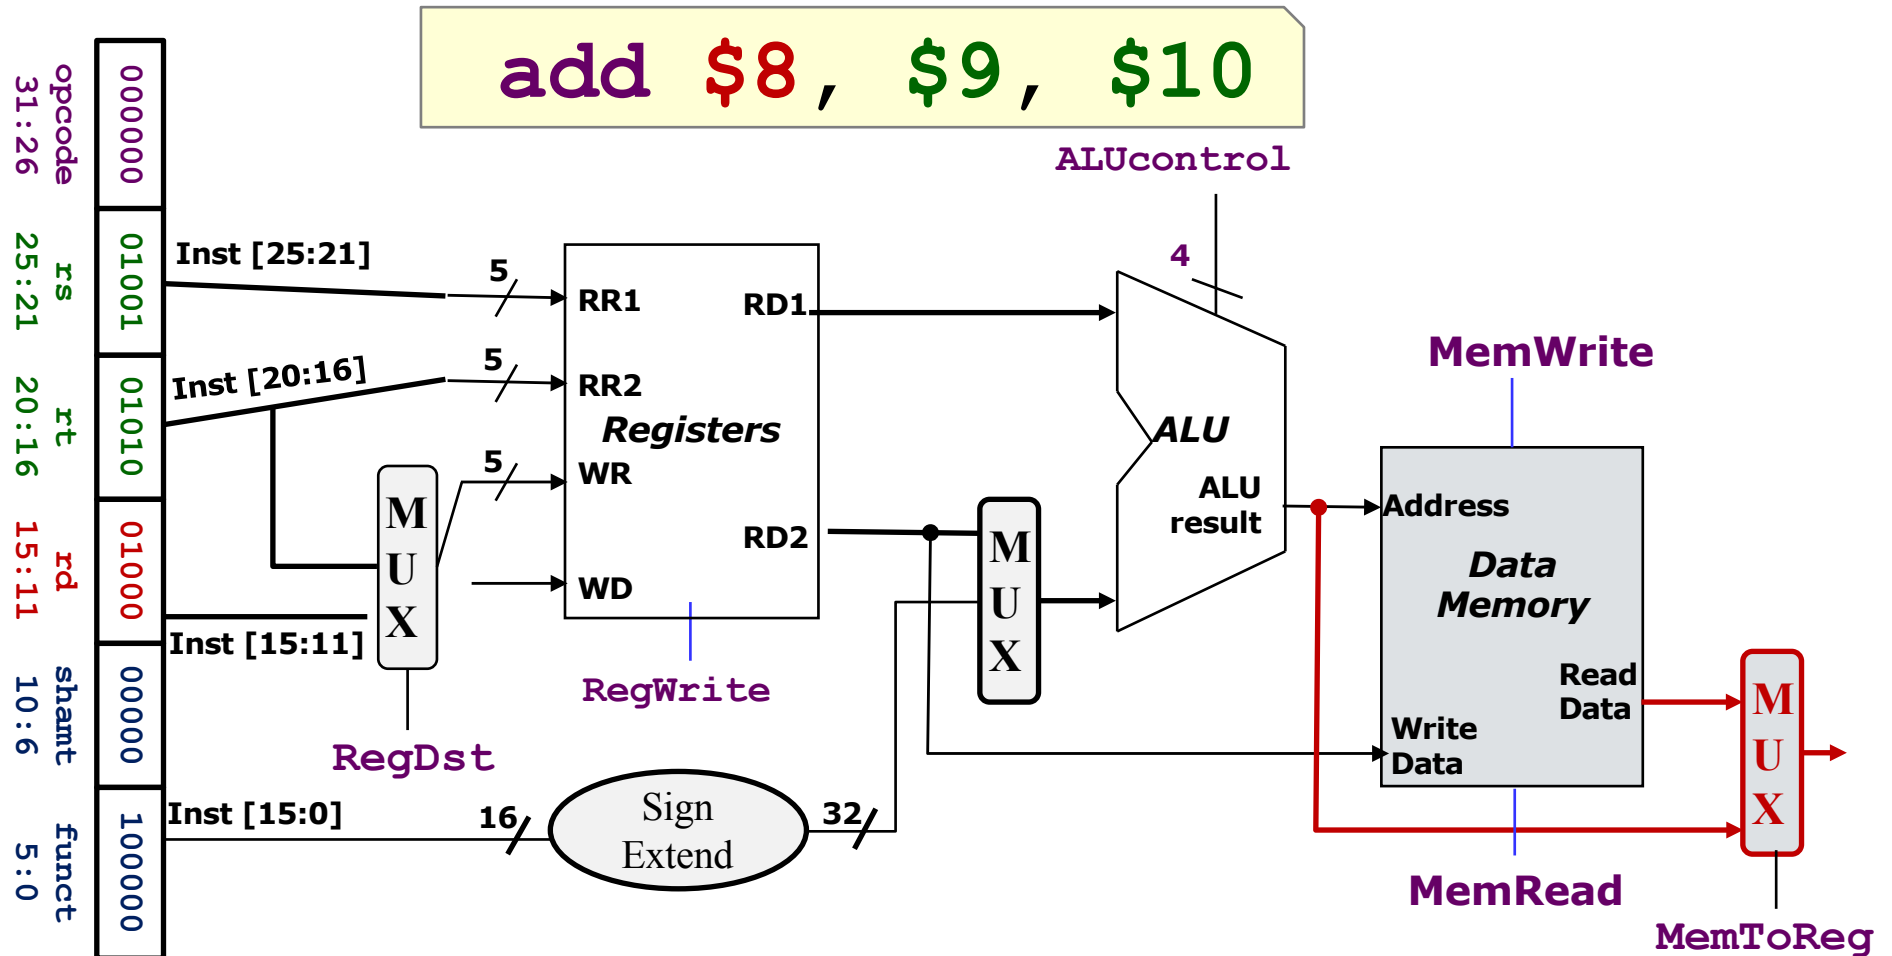 add $8, $9, $10
opcode
31:26
000000
rs
25:21
01001
rt
20:16
01010
rd
15:11
01000
shamt
10:6
00000
funct
5:0
100000
Inst [25:21]
5
Inst [20:16]
5
5
Inst [15:11]
M
U
X
RegDst
RR1
RD1
RR2
Registers
WR
RD2
WD
RegWrite
Inst [15:0]
16
Sign
Extend
32
M
U
X
ALUcontrol
4
ALU
ALU
result
MemWrite
Address
Data
Memory
Read
Data
Write
Data
MemRead
M
U
X
MemToReg